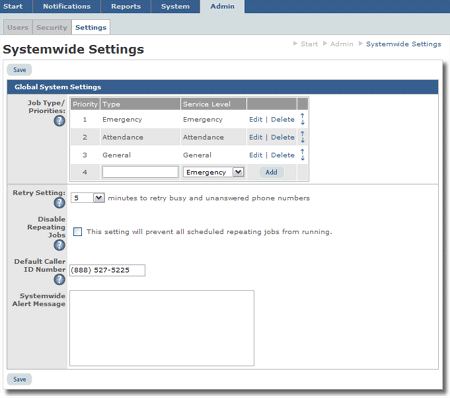 Start Notifications Reports System Admin
Users Security Settings
Systemwide Settings
Start Admin Systemwide Settings
Save
Global System Settings
Job Type/
Priorities:
?
Priority Type Service Level
1 Emergency Emergency Edit | Delete ↑↓
2 Attendance Attendance Edit | Delete ↑↓
3 General General Edit | Delete ↑↓
4 Emergency Add
Retry Setting:
?
5 minutes to retry busy and unanswered phone numbers
Disable
Repeating
Jobs
?
This setting will prevent all scheduled repeating jobs from running.
Default Caller
ID Number
?
(888) 527-5225
Systemwide
Alert Message
Save